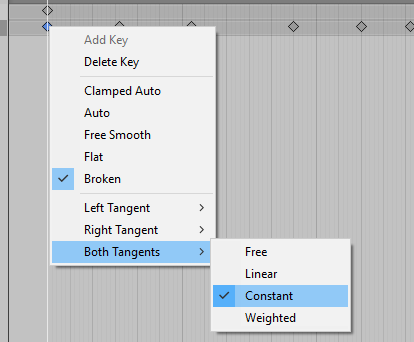 Add Key
Delete Key
Clamped Auto
Auto
Free Smooth
Flat
Broken
Left Tangent
Right Tangent
Both Tangents
Free
Linear
Constant
Weighted